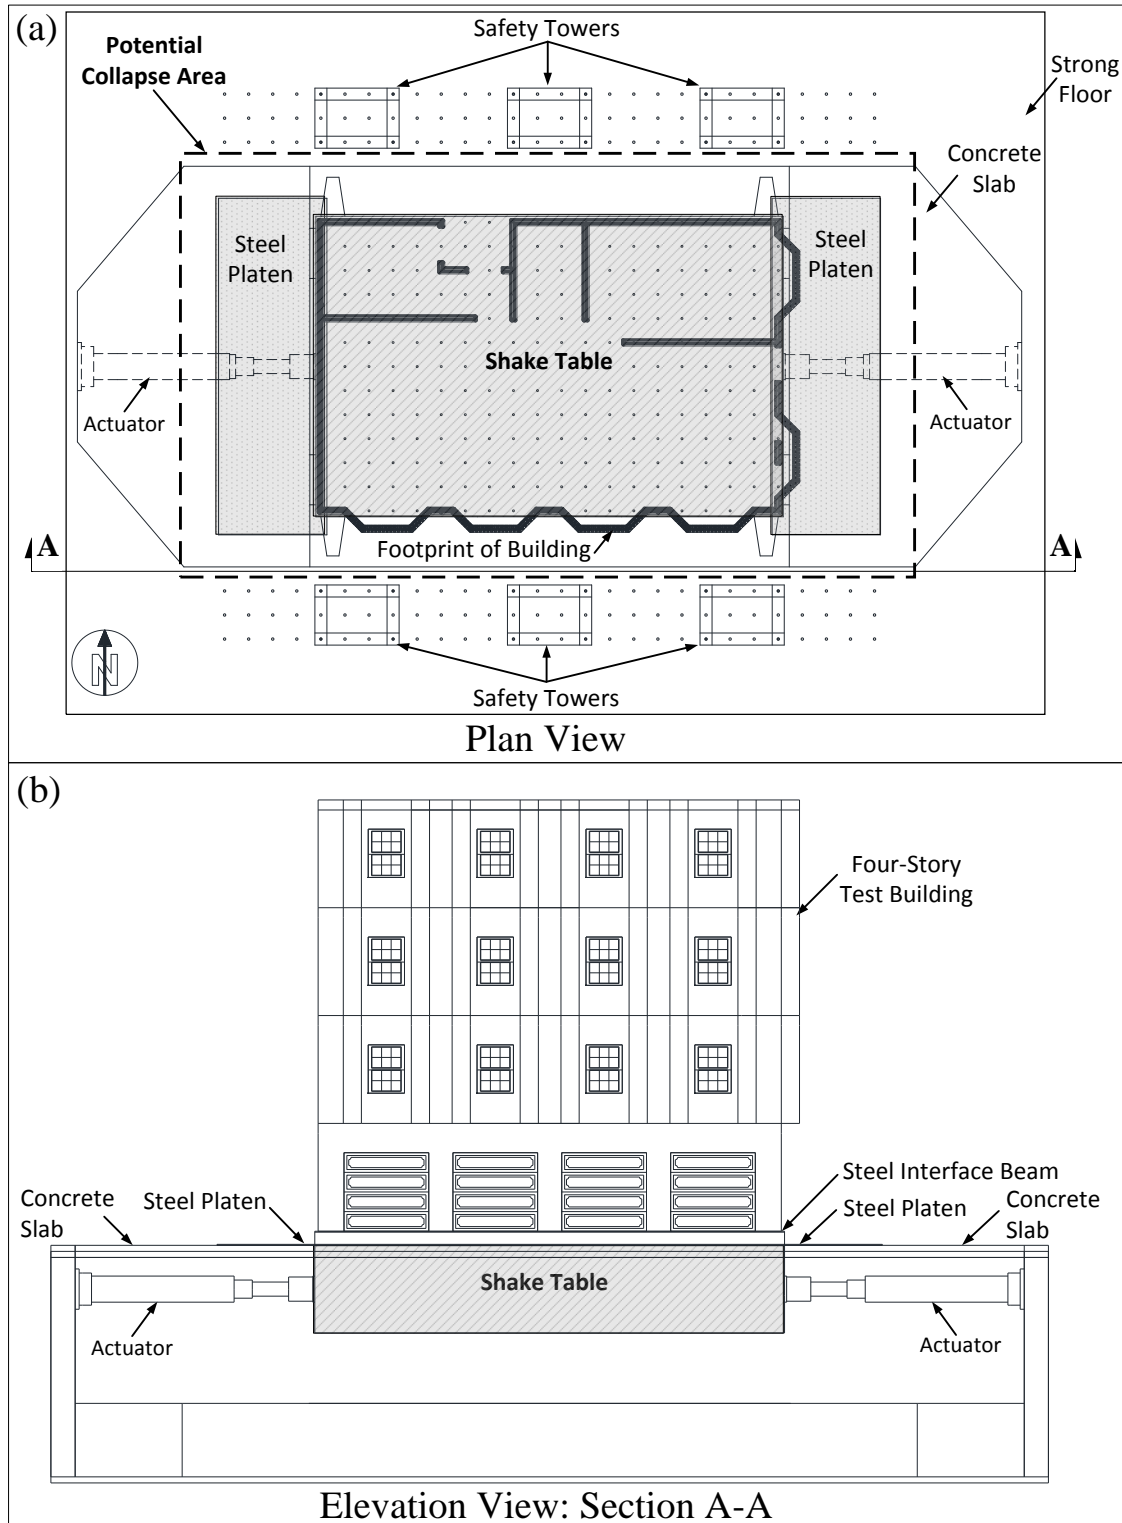 (a)
Safety Towers
Potential
Collapse Area
Strong
Floor
Concrete
Slab
Steel
Platen
Steel
Platen
Shake Table
Actuator
Actuator
Footprint of Building
A
A
N
Safety Towers
Plan View
(b)
Four-Story
Test Building
Steel Interface Beam
Concrete
Slab
Steel Platen
Steel Platen
Concrete
Slab
Shake Table
Actuator
Actuator
Elevation View: Section A-A